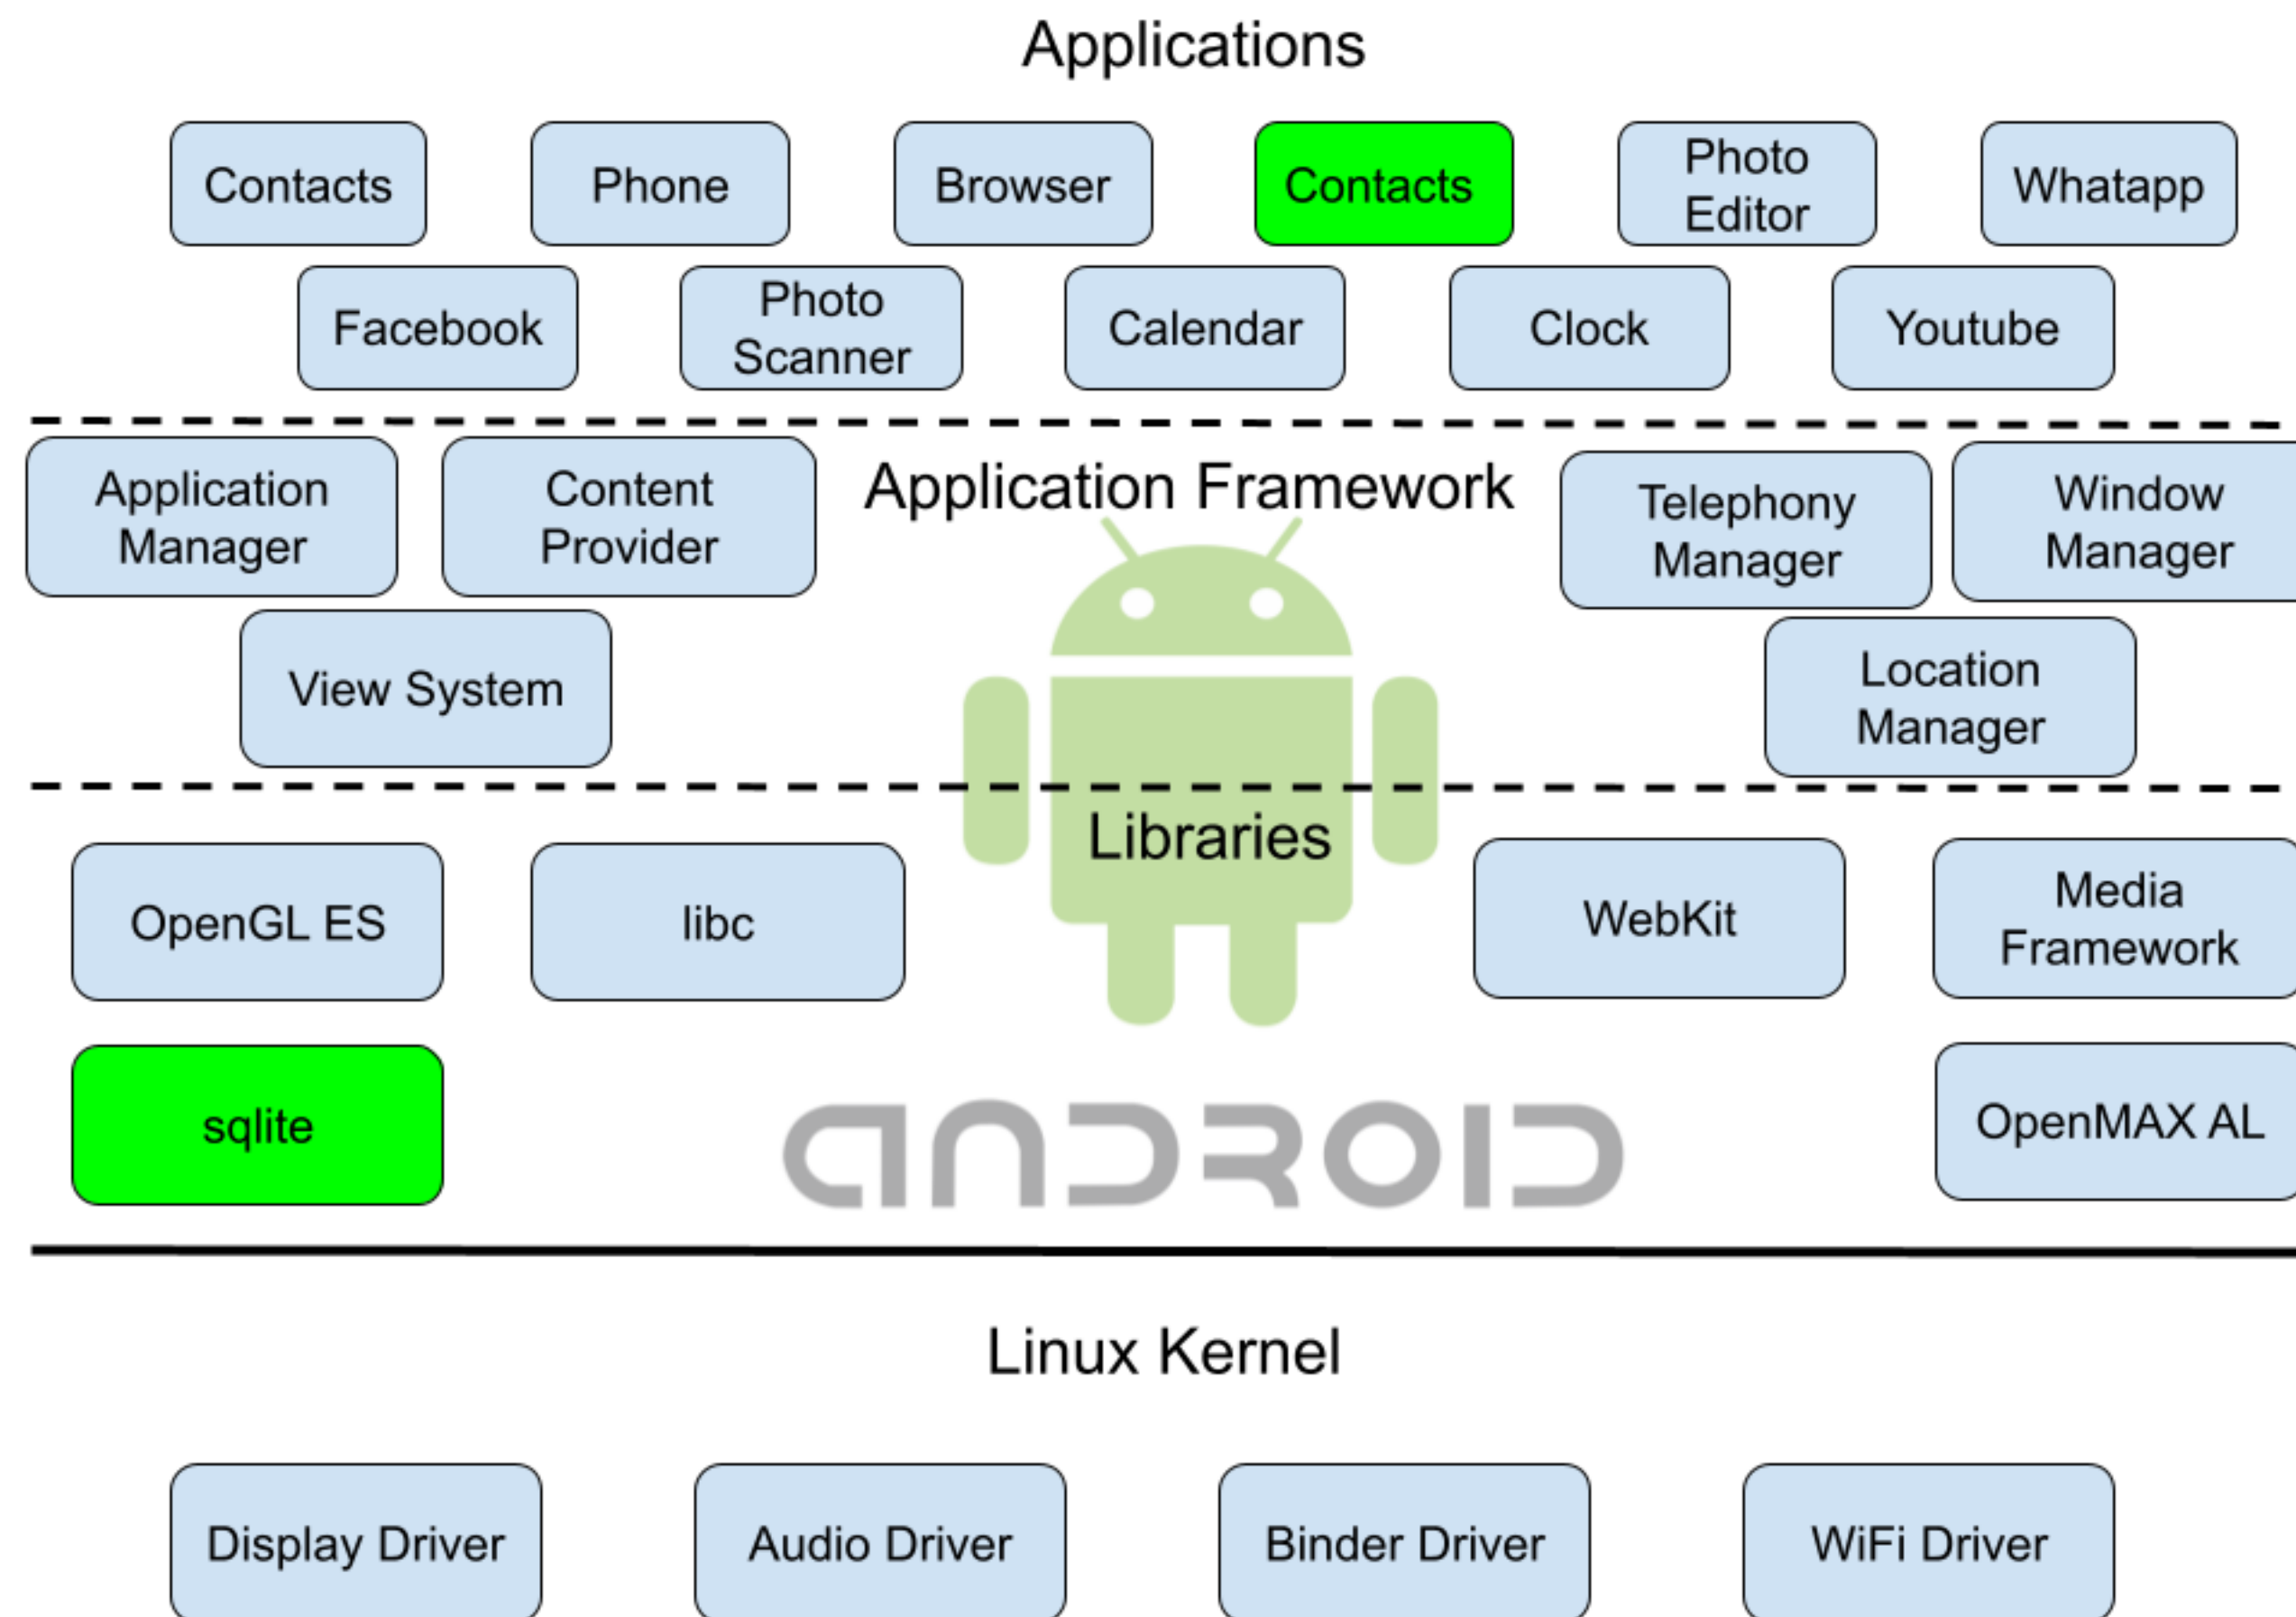 Applications
Contacts
Phone
Browser
Contacts
Photo
Editor
Whatapp
Facebook
Photo
Scanner
Calendar
Clock
Youtube
Application
Manager
Content
Provider
Application Framework
Telephony
Manager
Window
Manager
View System
Location
Manager
Libraries
OpenGL ES
libc
WebKit
Media
Framework
sqlite
ANDROID
OpenMAX AL
Linux Kernel
Display Driver
Audio Driver
Binder Driver
WiFi Driver